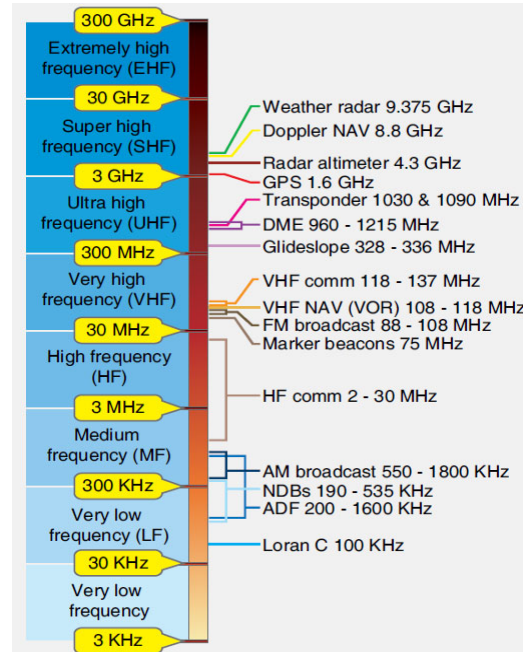 300 GHz
Extremely high
frequency (EHF)
30 GHz
Super high
frequency (SHF)
3 GHz
Ultra high
frequency (UHF)
300 MHz
Very high
frequency (VHF)
30 MHz
High frequency
(HF)
3 MHz
Medium
frequency (MF)
300 KHz
Very low
frequency (LF)
30 KHz
Very low
frequency
3 KHz
Weather radar 9.375 GHz
Doppler NAV 8.8 GHz
Radar altimeter 4.3 GHz
GPS 1.6 GHz
Transponder 1030 & 1090 MHz
DME 960 - 1215 MHz
Glideslope 328 - 336 MHz
VHF comm 118 - 137 MHz
VHF NAV (VOR) 108 - 118 MHz
FM broadcast 88 - 108 MHz
Marker beacons 75 MHz
HF comm 2 - 30 MHz
AM broadcast 550 - 1800 KHz
NDBs 190 - 535 KHz
ADF 200 - 1600 KHz
Loran C 100 KHz